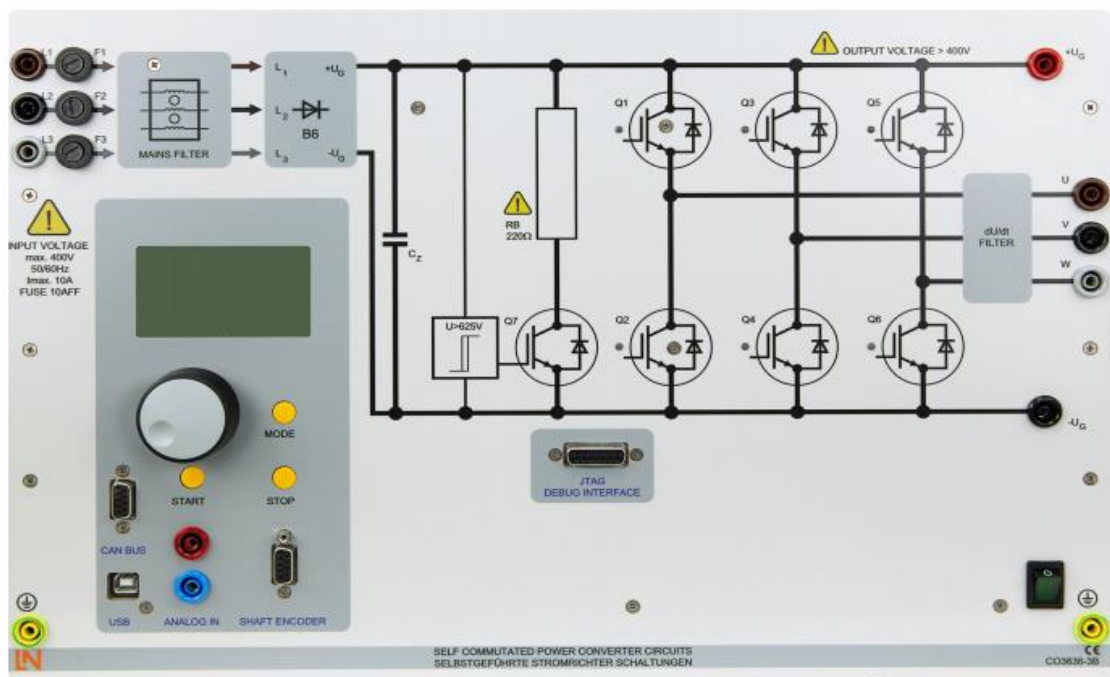 L1 F1
L2 F2
L3 F3
MAINS FILTER
L1 +UG
L2
B6
L3 -UG
OUTPUT VOLTAGE > 400V
+UG
Q1
Q3
Q5
RB
220Ω
CZ
U>625V
Q7
Q2
Q4
Q6
dU/dt
FILTER
U
V
W
-UG
INPUT VOLTAGE
max. 400V
50/60Hz
Imax. 10A
FUSE 10AFF
MODE
START
STOP
CAN BUS
USB
ANALOG IN
SHAFT ENCODER
JTAG
DEBUG INTERFACE
LN
SELF COMMUTATED POWER CONVERTER CIRCUITS
SELBSTGEFÜHRTE STROMRICHTER SCHALTUNGEN
CE
CO3636-3B